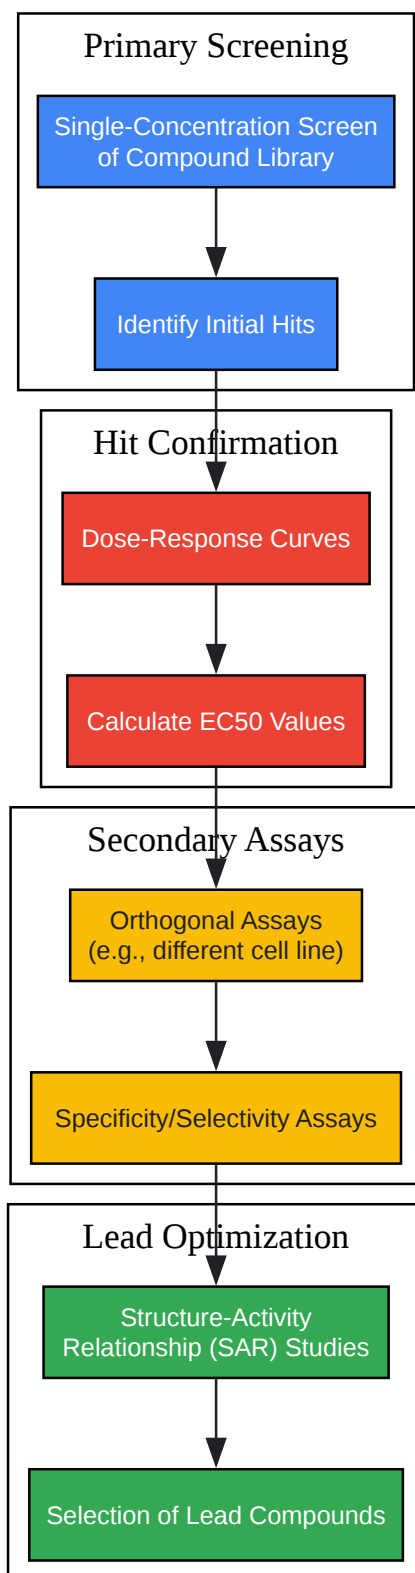 Primary Screening
Single-Concentration Screen
of Compound Library
Identify Initial Hits
Hit Confirmation
Dose-Response Curves
Calculate EC50 Values
Secondary Assays
Orthogonal Assays
(e.g., different cell line)
Specificity/Selectivity Assays
Lead Optimization
Structure-Activity
Relationship (SAR) Studies
Selection of Lead Compounds